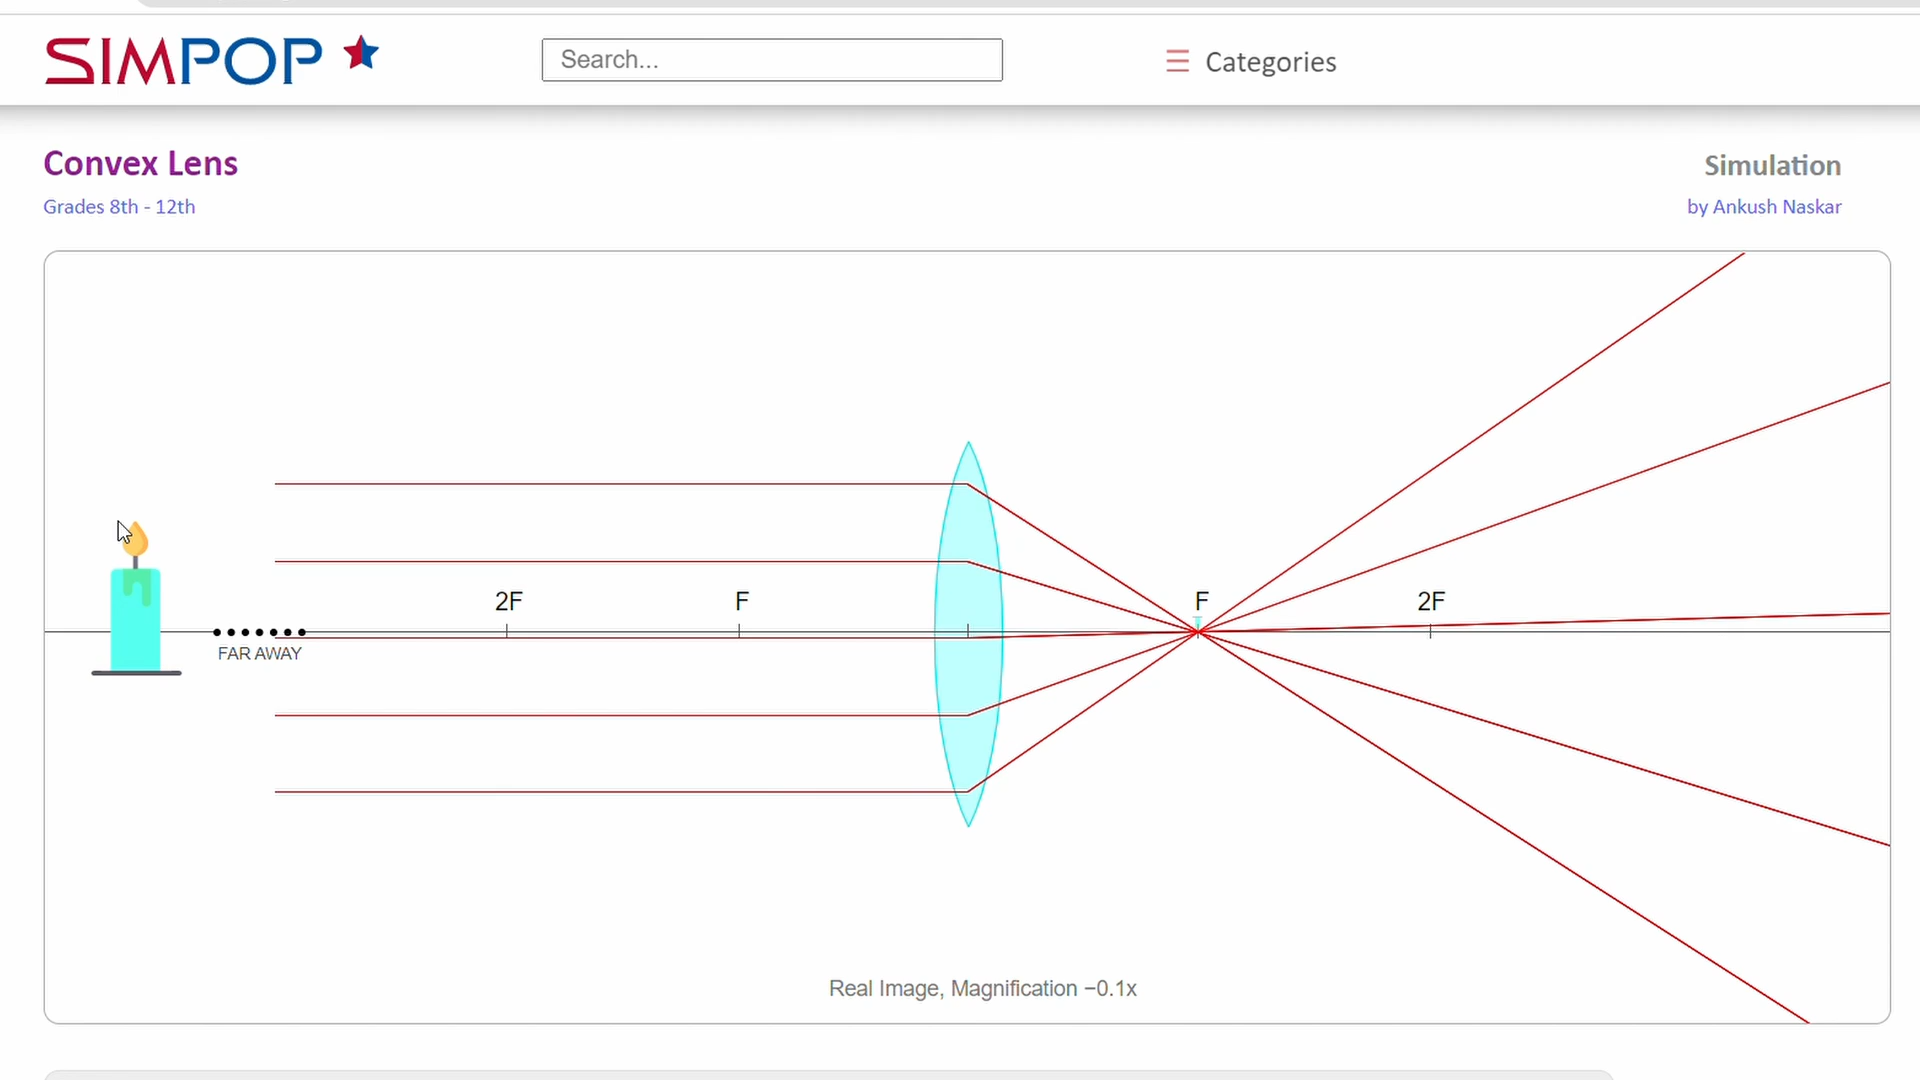 SIMPOP
Search...
Categories
Convex Lens
Simulation
Grades 8th - 12th
by Ankush Naskar
2F
F
F
2F
FAR AWAY
Real Image, Magnification −0.1x